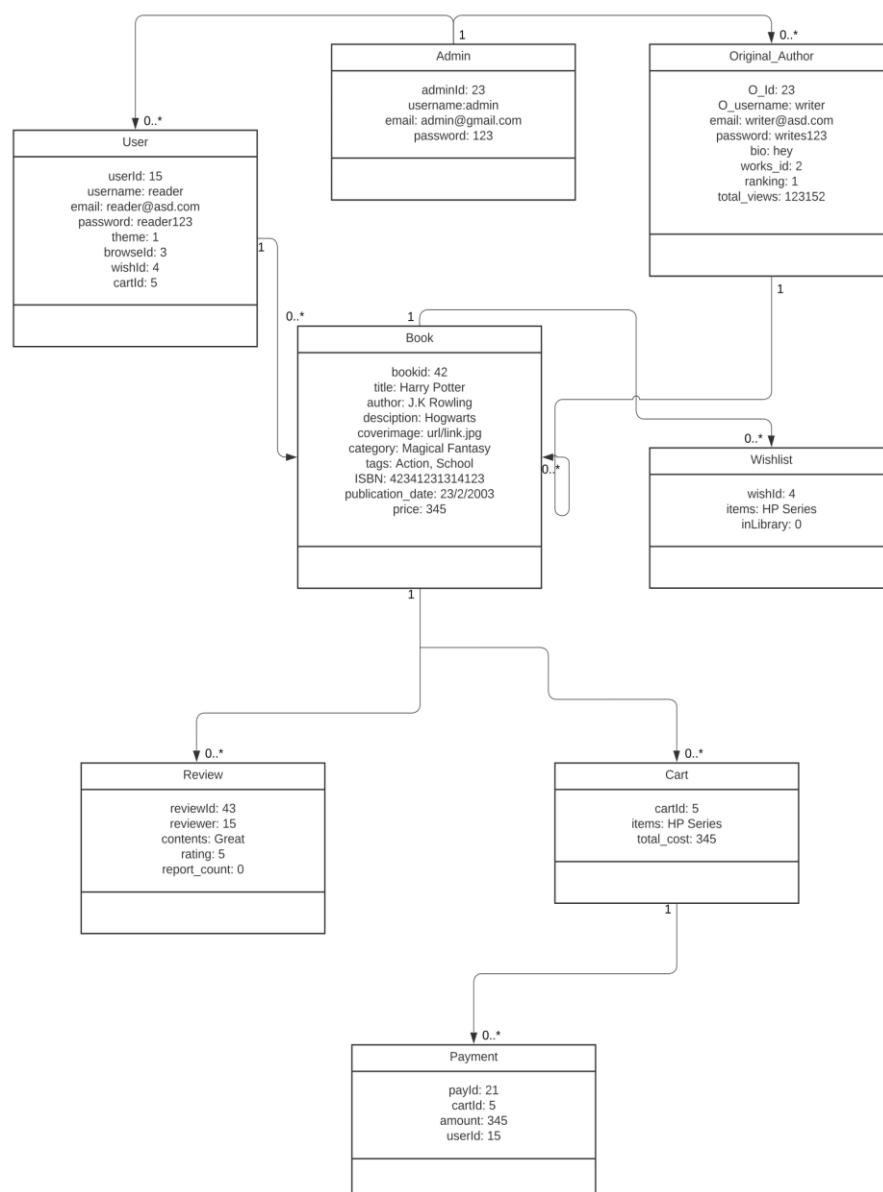 1
0..*
Admin
adminId: 23
username:admin
email: admin@gmail.com
password: 123
Original_Author
O_Id: 23
O_username: writer
email: writer@asd.com
password: writes123
bio: hey
works_id: 2
ranking: 1
total_views: 123152
0..*
User
userId: 15
username: reader
email: reader@asd.com
password: reader123
theme: 1
browseId: 3
wishId: 4
cartId: 5
1
1
0..*
1
Book
bookid: 42
title: Harry Potter
author: J.K Rowling
desciption: Hogwarts
coverimage: url/link.jpg
category: Magical Fantasy
tags: Action, School
ISBN: 42341231314123
publication_date: 23/2/2003
price: 345
0..*
0..*
Wishlist
wishId: 4
items: HP Series
inLibrary: 0
1
0..*
Review
reviewId: 43
reviewer: 15
contents: Great
rating: 5
report_count: 0
0..*
Cart
cartId: 5
items: HP Series
total_cost: 345
1
0..*
Payment
payId: 21
cartId: 5
amount: 345
userId: 15